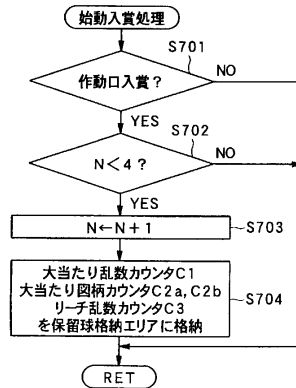 始動入賞処理
S701
作動口入賞？
NO
YES
S702
N＜4？
NO
YES
N←N＋1
S703
大当たり乱数カウンタC1
大当たり図柄カウンタC2a, C2b
リーチ乱数カウンタC3
を保留球格納エリアに格納
S704
RET